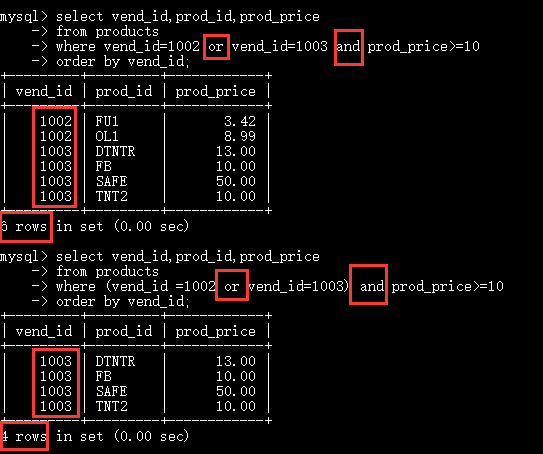 mysql> select vend_id,prod_id,prod_price
    -> from products
    -> where vend_id=1002 or vend_id=1003 and prod_price>=10
    -> order by vend_id;
+---------+---------+------------+
| vend_id | prod_id | prod_price |
+---------+---------+------------+
|    1002 | FU1     |       3.42 |
|    1002 | OL1     |       8.99 |
|    1003 | DTNTR   |      13.00 |
|    1003 | FB      |      10.00 |
|    1003 | SAFE    |      50.00 |
|    1003 | TNT2    |      10.00 |
+---------+---------+------------+
6 rows in set (0.00 sec)
mysql> select vend_id,prod_id,prod_price
    -> from products
    -> where (vend_id =1002 or vend_id=1003) and prod_price>=10
    -> order by vend_id;
+---------+---------+------------+
| vend_id | prod_id | prod_price |
+---------+---------+------------+
|    1003 | DTNTR   |      13.00 |
|    1003 | FB      |      10.00 |
|    1003 | SAFE    |      50.00 |
|    1003 | TNT2    |      10.00 |
+---------+---------+------------+
4 rows in set (0.00 sec)